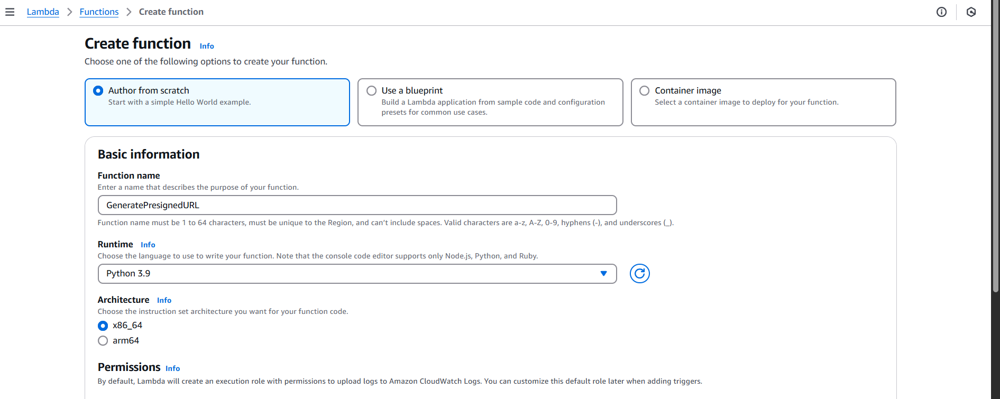 Lambda > Functions > Create function
Create function Info
Choose one of the following options to create your function.
Author from scratch
Start with a simple Hello World example.
Use a blueprint
Build a Lambda application from sample code and configuration
presets for common use cases.
Container image
Select a container image to deploy for your function.
Basic information
Function name
Enter a name that describes the purpose of your function.
GeneratePresignedURL
Function name must be 1 to 64 characters, must be unique to the Region, and can't include spaces. Valid characters are a-z, A-Z, 0-9, hyphens (-), and underscores (_).
Runtime Info
Choose the language to use to write your function. Note that the console code editor supports only Node.js, Python, and Ruby.
Python 3.9
Architecture Info
Choose the instruction set architecture you want for your function code.
x86_64
arm64
Permissions Info
By default, Lambda will create an execution role with permissions to upload logs to Amazon CloudWatch Logs. You can customize this default role later when adding triggers.